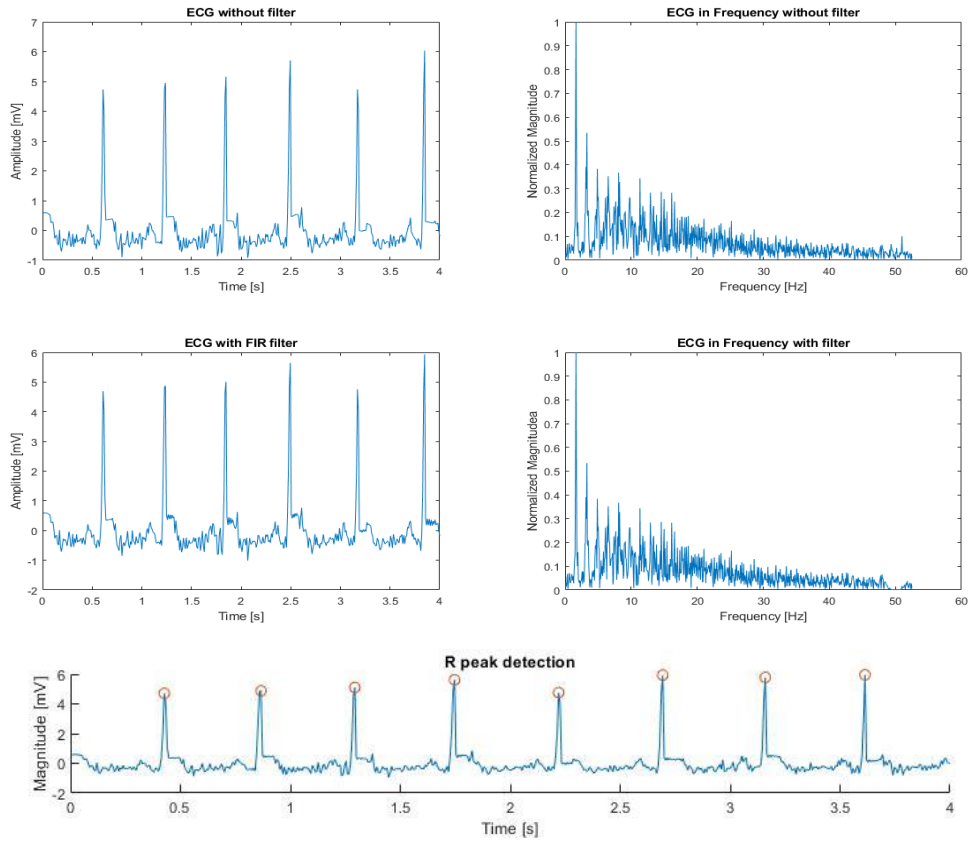 ECG without filter
Amplitude [mV]
7
6
5
4
3
2
1
0
-1
0 0.5 1 1.5 2 2.5 3 3.5 4
Time [s]
ECG in Frequency without filter
Normalized Magnitude
1
0.9
0.8
0.7
0.6
0.5
0.4
0.3
0.2
0.1
0
0 10 20 30 40 50 60
Frequency [Hz]
ECG with FIR filter
Amplitude [mV]
6
5
4
3
2
1
0
-1
-2
0 0.5 1 1.5 2 2.5 3 3.5 4
Time [s]
ECG in Frequency with filter
Normalized Magnitudea
1
0.9
0.8
0.7
0.6
0.5
0.4
0.3
0.2
0.1
0
0 10 20 30 40 50 60
Frequency [Hz]
R peak detection
Magnitude [mV]
6
4
2
0
-2
0 0.5 1 1.5 2 2.5 3 3.5 4
Time [s]